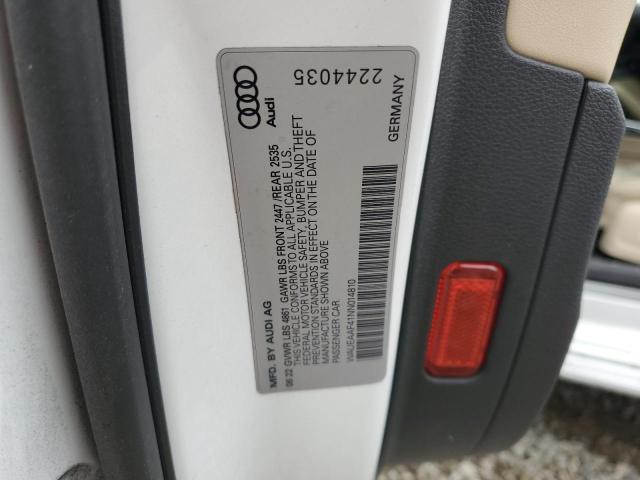 MFD. BY AUDI AG
06 22 GVWR LBS 4861 GAWR LBS FRONT 2447 /REAR 2535
THIS VEHICLE CONFORMS TO ALL APPLICABLE U.S.
FEDERAL MOTOR VEHICLE SAFETY, BUMPER AND THEFT
PREVENTION STANDARDS IN EFFECT ON THE DATE OF
MANUFACTURE SHOWN ABOVE
PASSENGER CAR
WAUEAAF41NN014810
Audi
2244035
GERMANY